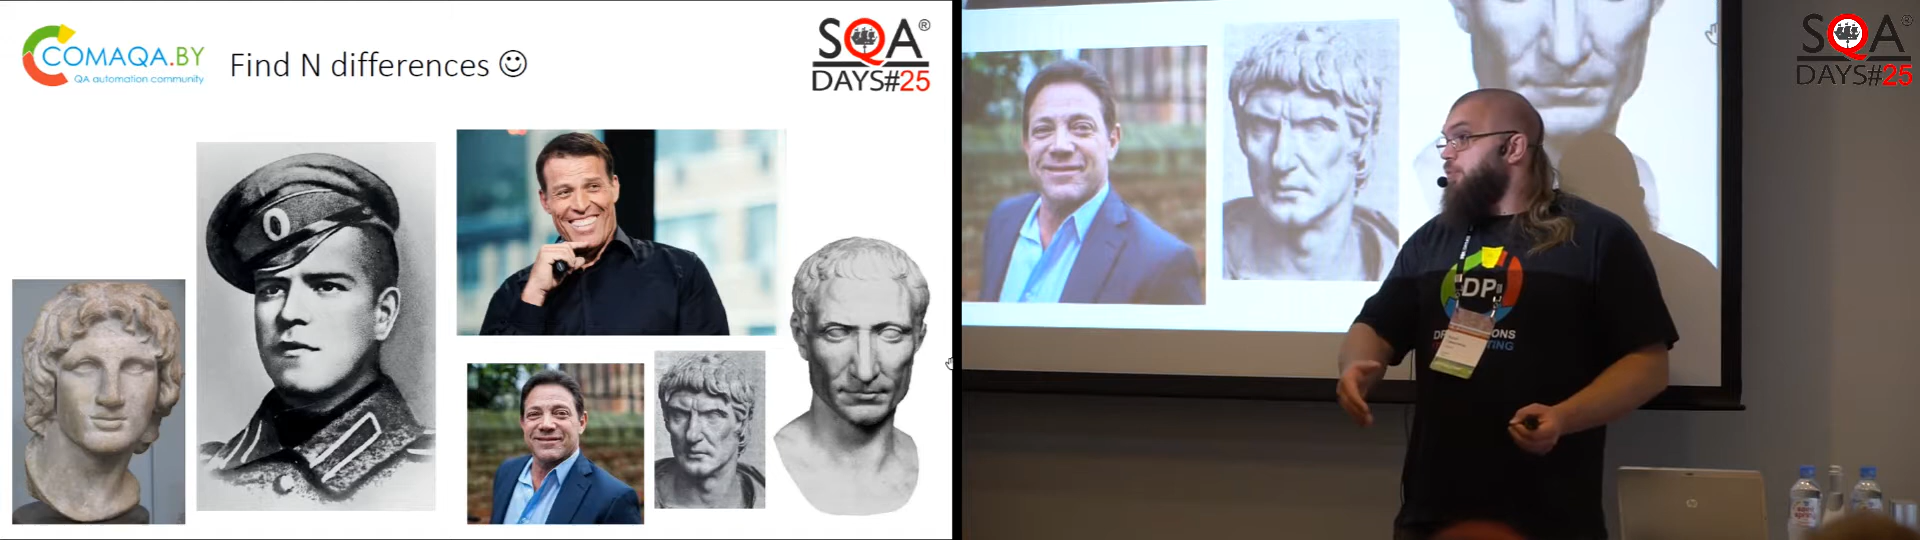 COMAQA.BY
QA automation community
Find N differences ☺
SQA®
DAYS#25
SQA®
DAYS#25
DP